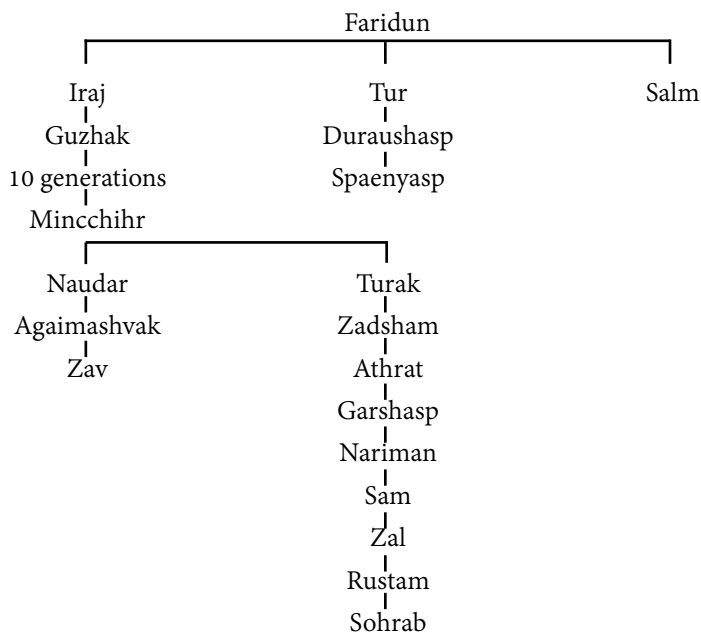 Faridun
Iraj Tur Salm
Guzhak Duraushasp
10 generations Spaenyasp
Mincchihr
Naudar Turak
Agaimashvak Zadsham
Zav Athrat
Garshasp
Nariman
Sam
Zal
Rustam
Sohrab